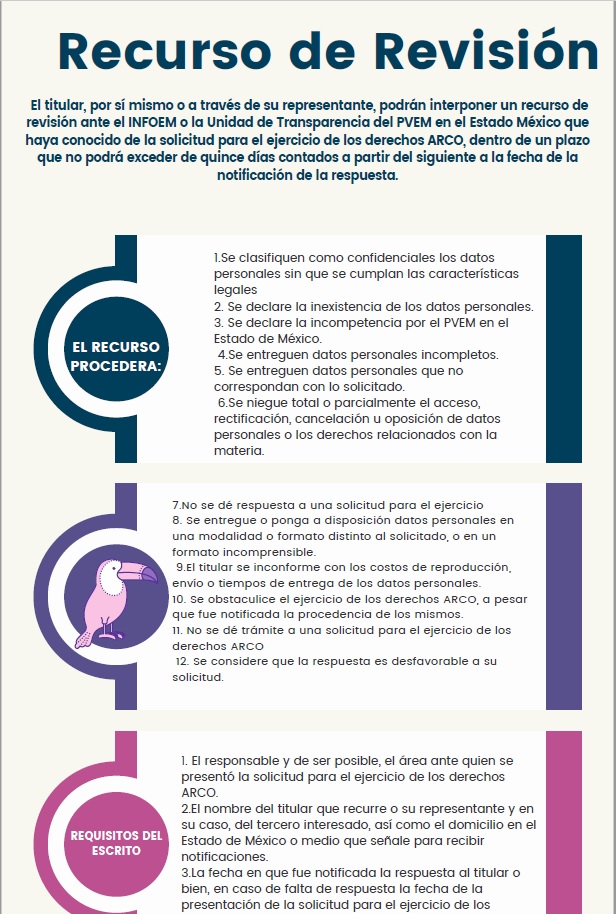 Recurso de Revisión
El titular, por sí mismo o a través de su representante, podrán interponer un recurso de
revisión ante el INFOEM o la Unidad de Transparencia del PVEM en el Estado México que
haya conocido de la solicitud para el ejercicio de los derechos ARCO, dentro de un plazo
que no podrá exceder de quince días contados a partir del siguiente a la fecha de la
notificación de la respuesta.
EL RECURSO
PROCEDERA:
1.Se clasifiquen como confidenciales los datos
personales sin que se cumplan las características
legales
2. Se declare la inexistencia de los datos personales.
3. Se declare la incompetencia por el PVEM en el
Estado de México.
4.Se entreguen datos personales incompletos.
5. Se entreguen datos personales que no
correspondan con lo solicitado.
6.Se niegue total o parcialmente el acceso,
rectificación, cancelación u oposición de datos
personales o los derechos relacionados con la
materia.
7.No se dé respuesta a una solicitud para el ejercicio
8. Se entregue o ponga a disposición datos personales en
una modalidad o formato distinto al solicitado, o en un
formato incomprensible.
9.El titular se inconforme con los costos de reproducción,
envío o tiempos de entrega de los datos personales.
10. Se obstaculice el ejercicio de los derechos ARCO, a pesar
que fue notificada la procedencia de los mismos.
11. No se dé trámite a una solicitud para el ejercicio de los
derechos ARCO
12. Se considere que la respuesta es desfavorable a su
solicitud.
REQUISITOS DEL
ESCRITO
1. El responsable y de ser posible, el área ante quien se
presentó la solicitud para el ejercicio de los derechos
ARCO.
2.El nombre del titular que recurre o su representante y en
su caso, del tercero interesado, así como el domicilio en el
Estado de México o medio que señale para recibir
notificaciones.
3.La fecha en que fue notificada la respuesta al titular o
bien, en caso de falta de respuesta la fecha de la
presentación de la solicitud para el ejercicio de los